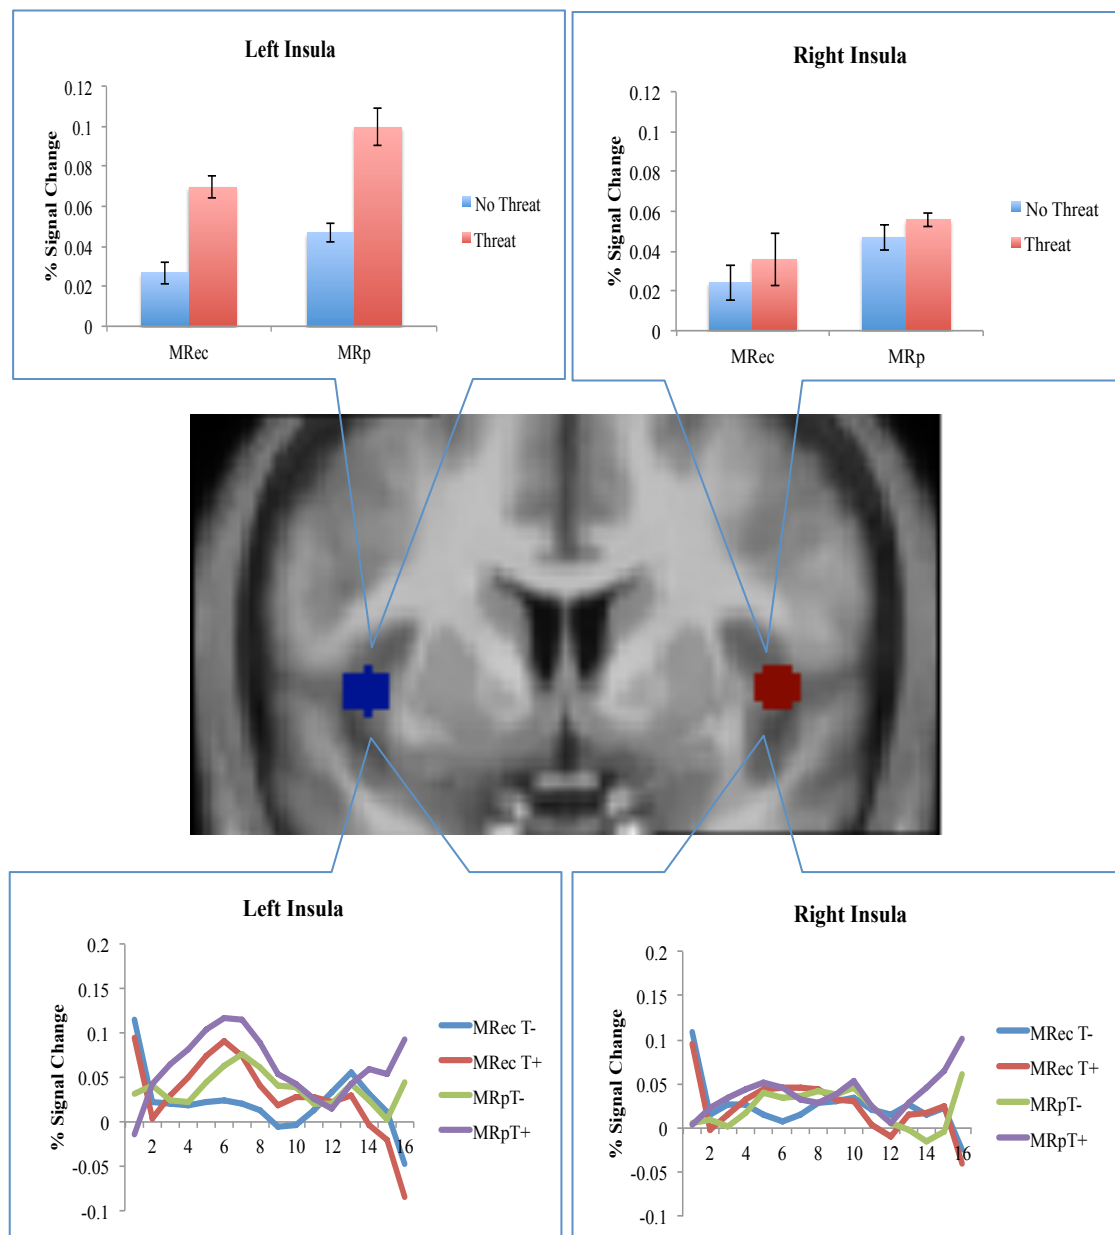 Left Insula
% Signal Change
0.12
0.1
0.08
0.06
0.04
0.02
0
MRec
MRp
No Threat
Threat
Right Insula
% Signal Change
0.12
0.1
0.08
0.06
0.04
0.02
0
MRec
MRp
No Threat
Threat
Left Insula
% Signal Change
0.2
0.15
0.1
0.05
0
-0.05
-0.1
2
4
6
8
10
12
14
16
MRec T-
MRec T+
MRpT-
MRpT+
Right Insula
% Signal Change
0.2
0.15
0.1
0.05
0
-0.05
-0.1
2
4
6
8
10
12
14
16
MRec T-
MRec T+
MRpT-
MRpT+